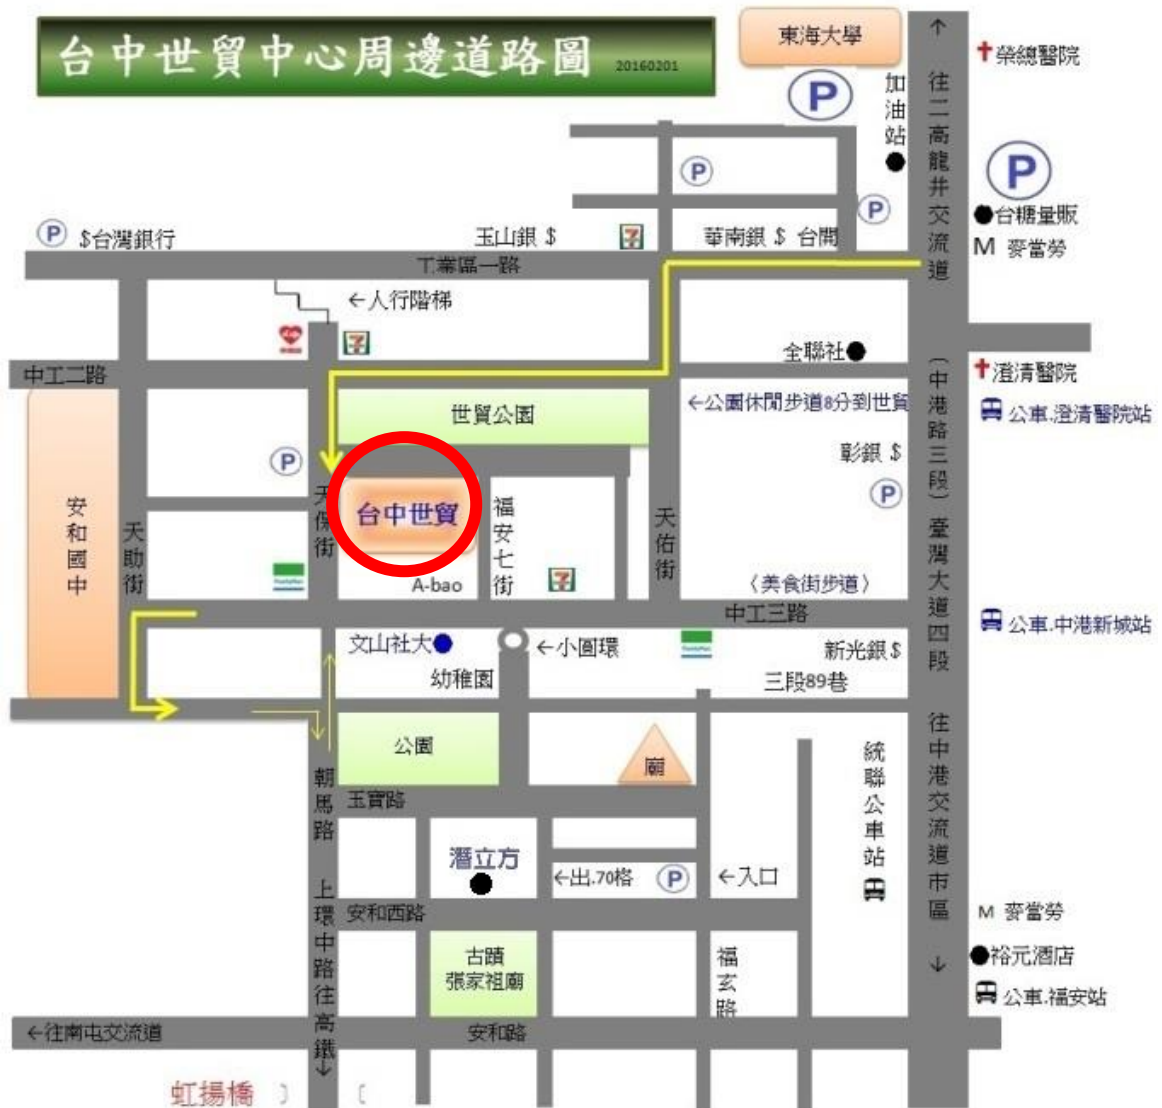 台中世貿中心周邊道路圖 20160201
東海大學
P
加油站
↑往二高龍井交流道
榮總醫院
P
台糖量販
M 麥當勞
P
P
P $台灣銀行
玉山銀 $
7
華南銀 $ 台開
工業區一路
←人行階梯
7
全聯社
中工二路
澄清醫院
公車.澄清醫院站
世貿公園
←公園休閒步道8分到世貿
(中港路三段)臺灣大道四段
彰銀 $
P
P
安和國中
天助街
天保街
台中世貿
福安七街
天佑街
FamilyMart
A-bao
7
〈美食街步道〉
中工三路
公車.中港新城站
文山社大
←小圓環
FamilyMart
新光銀$
幼稚園
三段89巷
公園
廟
統聯公車站
往中港交流道市區↓
朝馬路
玉寶路
潛立方
←出.70格 P
←入口
上環中路往高鐵↓
安和西路
M 麥當勞
古蹟
張家祖廟
福玄路
裕元酒店
公車.福安站
←往南屯交流道
安和路
虹揚橋 ) (